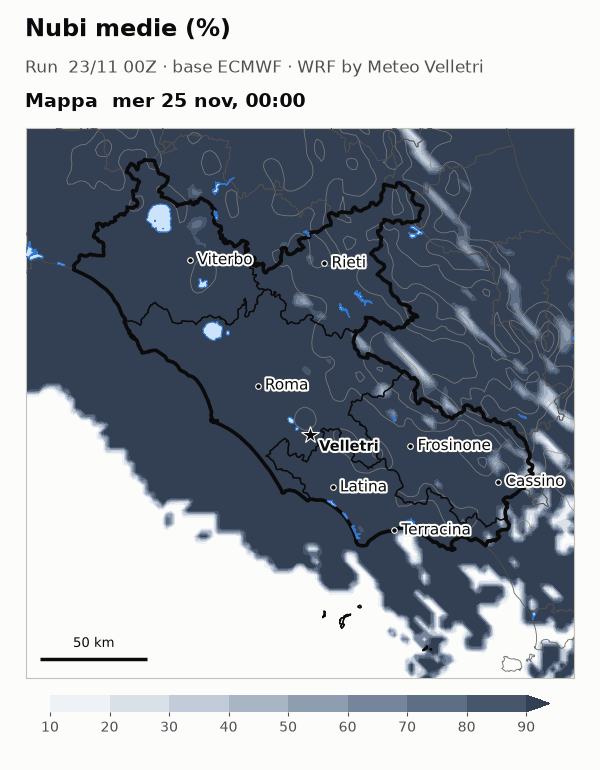 Nubi medie (%)
Run 23/11 00Z · base ECMWF · WRF by Meteo Velletri
Mappa mer 25 nov, 00:00
Viterbo
Rieti
Roma
Velletri
Frosinone
Latina
Cassino
Terracina
50 km
10 20 30 40 50 60 70 80 90